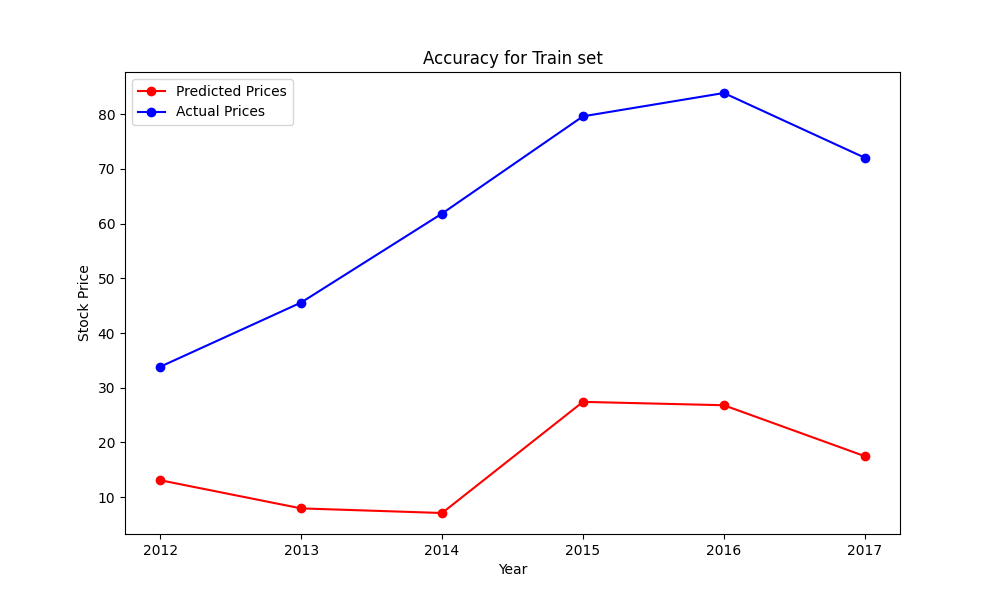 Accuracy for Train set
Predicted Prices
Actual Prices
Stock Price
80
70
60
50
40
30
20
10
2012 2013 2014 2015 2016 2017
Year